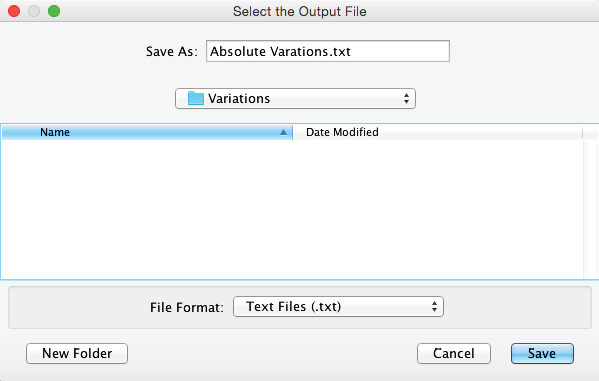 Select the Output File
Save As: Absolute Varations.txt
Variations
Name Date Modified
File Format: Text Files (.txt)
New Folder Cancel Save